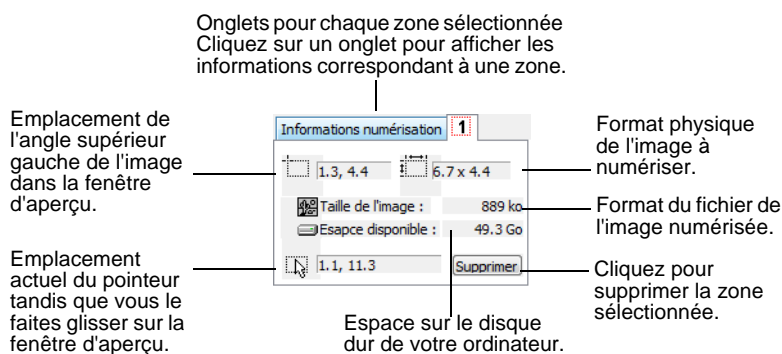 Onglets pour chaque zone sélectionnée
Cliquez sur un onglet pour afficher les
informations correspondant à une zone.
Emplacement de
l'angle supérieur
gauche de l'image
dans la fenêtre
d'aperçu.
Informations numérisation 1
1.3, 4.4 6.7 x 4.4
Taille de l'image : 889 ko
Esapce disponible : 49.3 Go
1.1, 11.3 Supprimer
Format physique
de l'image à
numériser.
Format du fichier de
l'image numérisée.
Emplacement
actuel du pointeur
tandis que vous le
faites glisser sur la
fenêtre d'aperçu.
Espace sur le disque
dur de votre ordinateur.
Cliquez pour
supprimer la zone
sélectionnée.